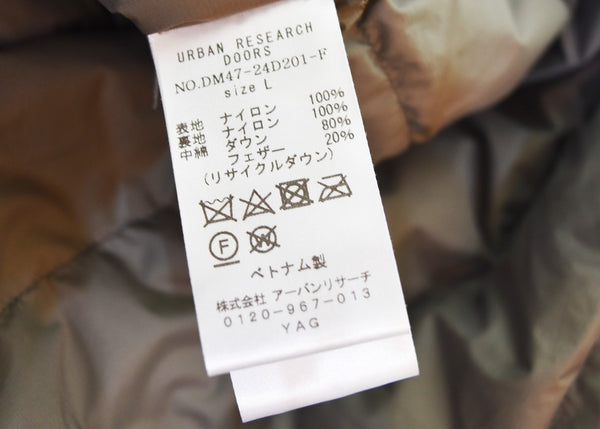 URBAN RESEARCH
DOORS
NO.DM47-24D201-F
size L
表地 ナイロン 100%
裏地 ナイロン 100%
中綿 ダウン 80%
フェザー 20%
(リサイクルダウン)
F W
ベトナム製
株式会社 アーバンリサーチ
0120-967-013
YAG